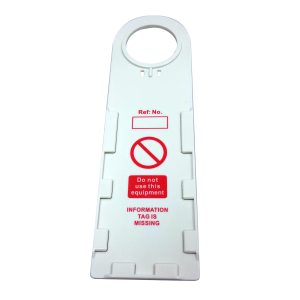 Ref: No.
Do not
use this
equipment
INFORMATION
TAG IS
MISSING